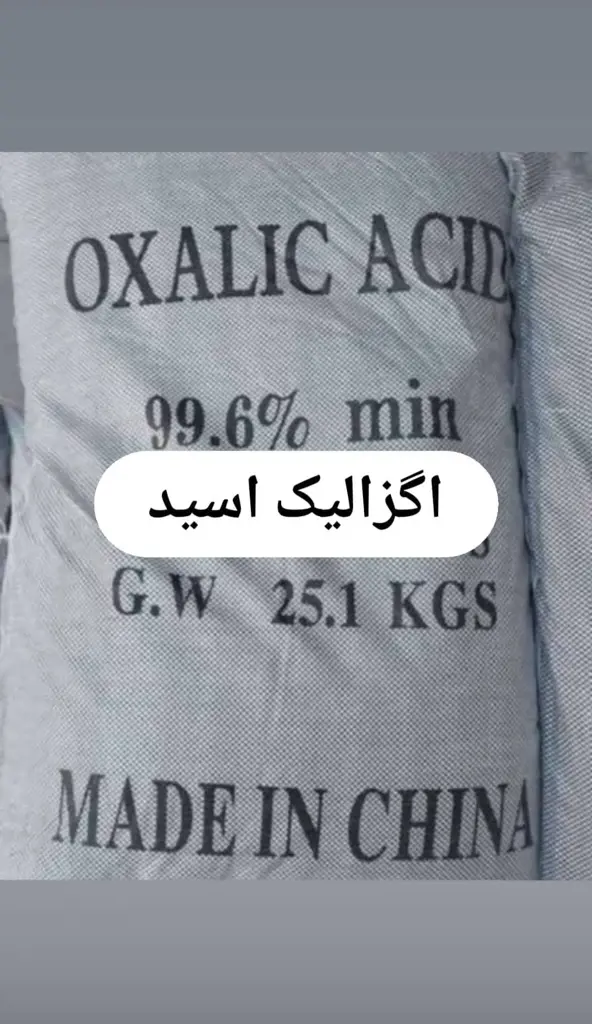 OXALIC ACID
99.6% min
اگزالیک اسید
G.W 25.1 KGS
MADE IN CHINA